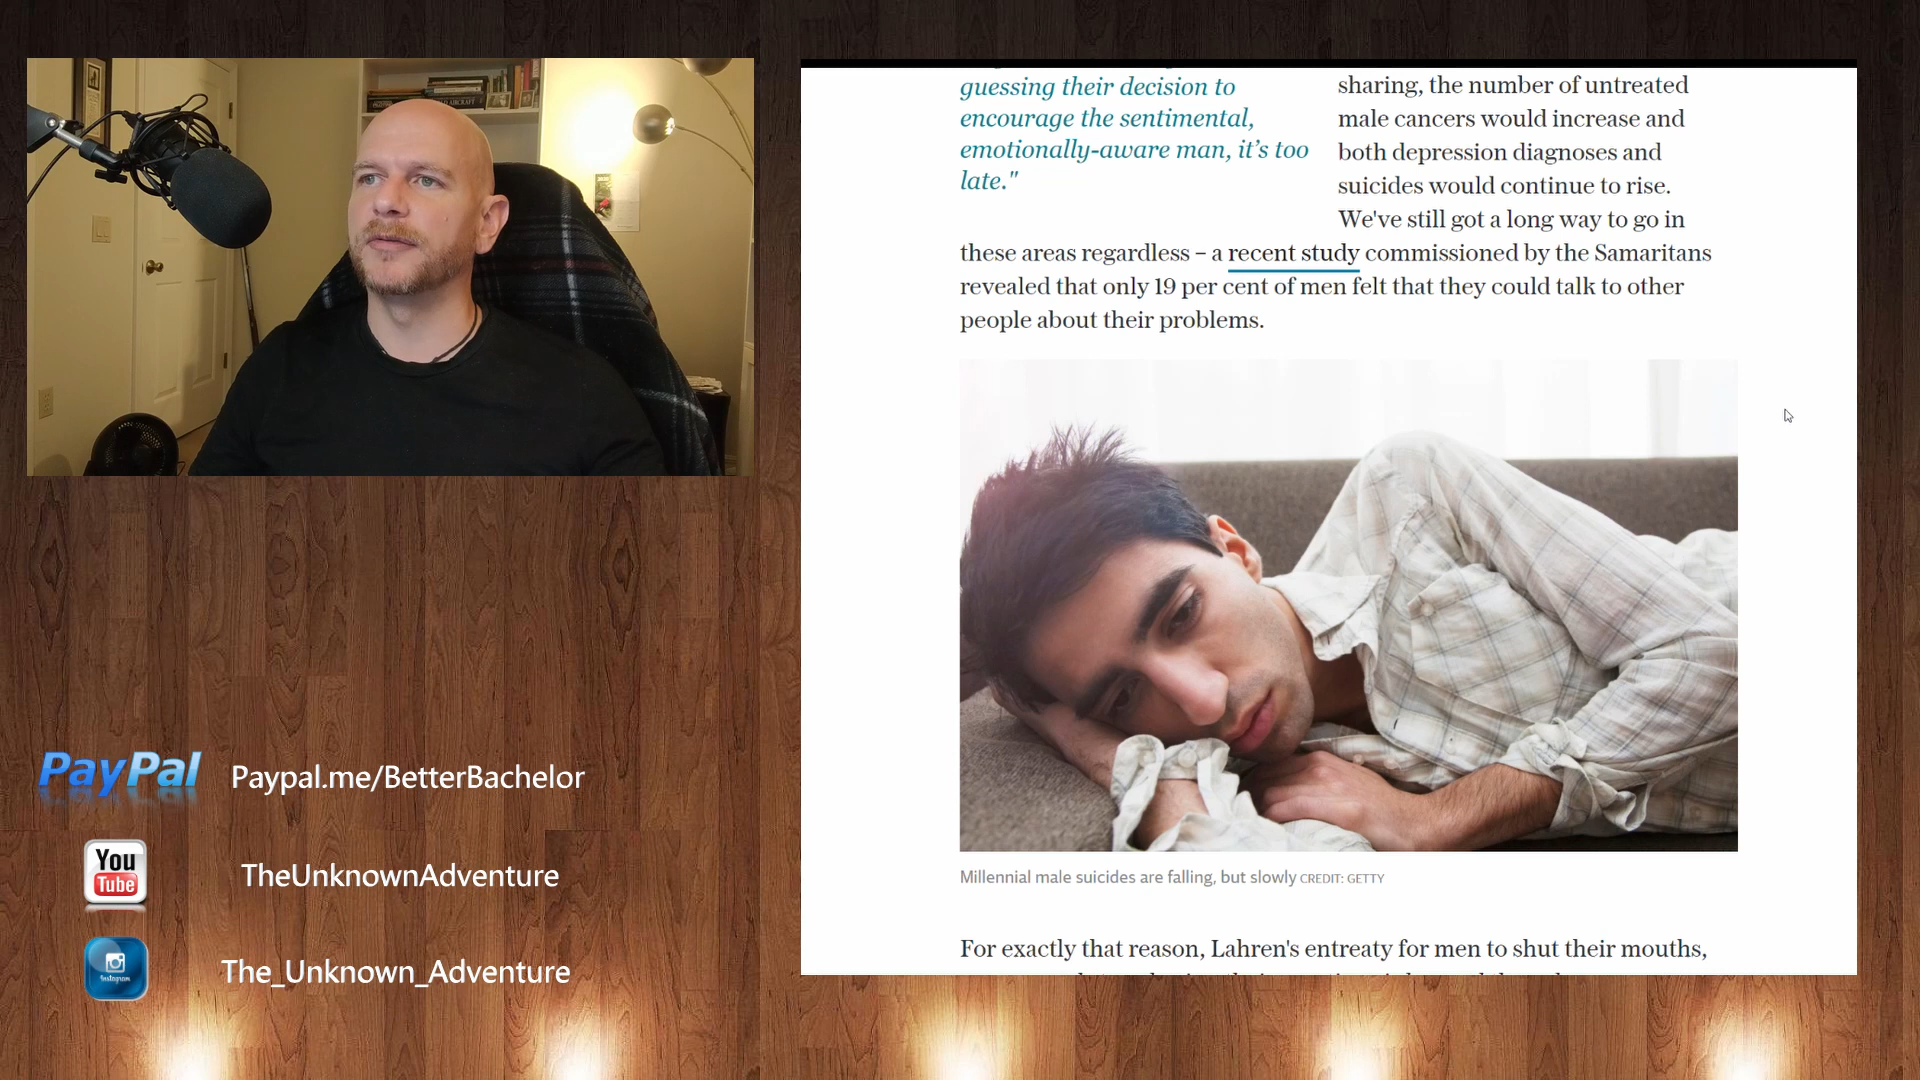 guessing their decision to
encourage the sentimental,
emotionally-aware man, it's too
late."
sharing, the number of untreated
male cancers would increase and
both depression diagnoses and
suicides would continue to rise.
We've still got a long way to go in
these areas regardless – a recent study commissioned by the Samaritans
revealed that only 19 per cent of men felt that they could talk to other
people about their problems.
Millennial male suicides are falling, but slowly CREDIT: GETTY
For exactly that reason, Lahren's entreaty for men to shut their mouths,
PayPal Paypal.me/BetterBachelor
You Tube TheUnknownAdventure
Instagram The_Unknown_Adventure